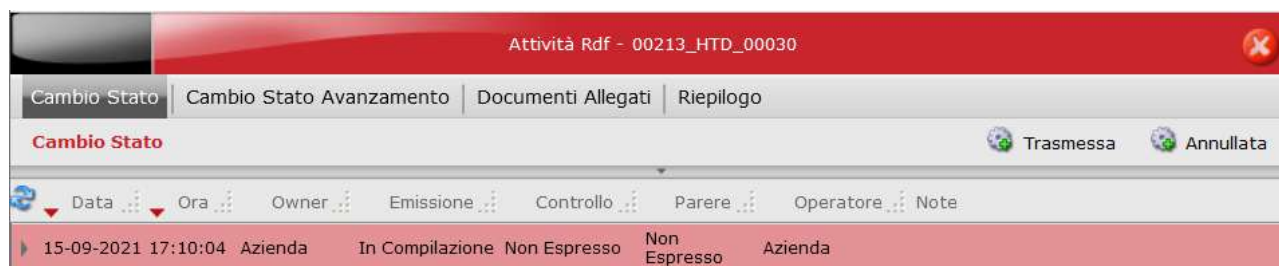 Attività Rdf - 00213_HTD_00030
Cambio Stato Cambio Stato Avanzamento Documenti Allegati Riepilogo
Cambio Stato Trasmessa Annullata
Data Ora Owner Emissione Controllo Parere Operatore Note
15-09-2021 17:10:04 Azienda In Compilazione Non Espresso Non Espresso Azienda